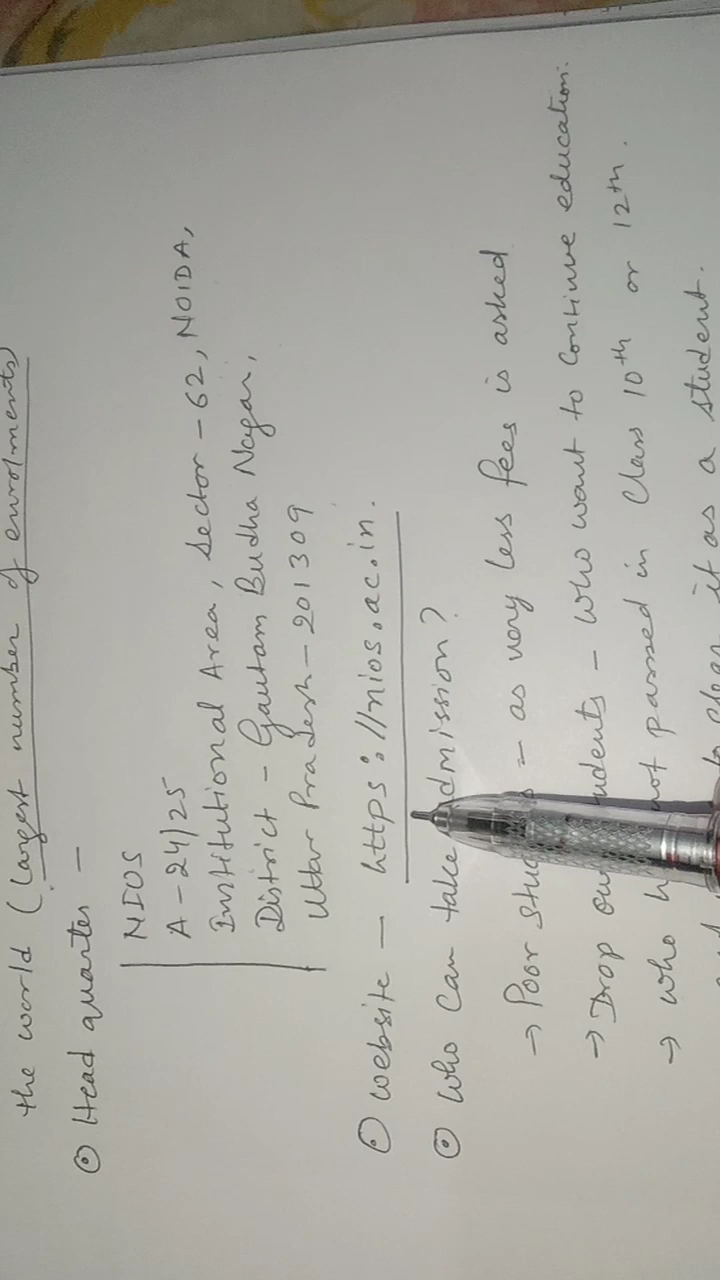 the world (largest number of enrolments)
⊙ Head quarter –
NIOS
A - 24/25
Institutional Area, Sector - 62, NOIDA,
District - Gautam Budha Nagar,
Uttar Pradesh - 201309
⊙ Website – https://nios.ac.in.
⊙ Who can take admission?
→ Poor - as very less fees is asked
→ Drop - who want to continue education.
→ who not passed in Class 10th or 12th.
it as a student.